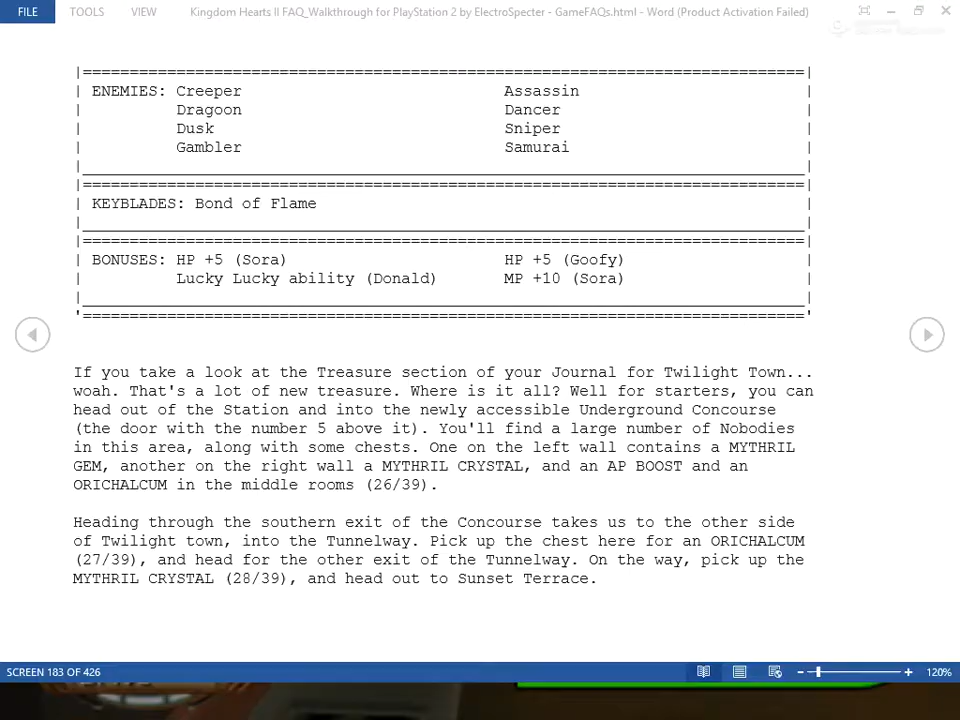 FILE TOOLS VIEW Kingdom Hearts II FAQ_Walkthrough for PlayStation 2 by ElectroSpecter - GameFAQs.html - Word (Product Activation Failed)
|=============================================================================|
| ENEMIES: Creeper Assassin |
| Dragoon Dancer |
| Dusk Sniper |
| Gambler Samurai |
|_____________________________________________________________________________|
|=============================================================================|
| KEYBLADES: Bond of Flame |
|_____________________________________________________________________________|
|=============================================================================|
| BONUSES: HP +5 (Sora) HP +5 (Goofy) |
| Lucky Lucky ability (Donald) MP +10 (Sora) |
|_____________________________________________________________________________|
'============================================================================='
If you take a look at the Treasure section of your Journal for Twilight Town...
woah. That's a lot of new treasure. Where is it all? Well for starters, you can
head out of the Station and into the newly accessible Underground Concourse
(the door with the number 5 above it). You'll find a large number of Nobodies
in this area, along with some chests. One on the left wall contains a MYTHRIL
GEM, another on the right wall a MYTHRIL CRYSTAL, and an AP BOOST and an
ORICHALCUM in the middle rooms (26/39).
Heading through the southern exit of the Concourse takes us to the other side
of Twilight town, into the Tunnelway. Pick up the chest here for an ORICHALCUM
(27/39), and head for the other exit of the Tunnelway. On the way, pick up the
MYTHRIL CRYSTAL (28/39), and head out to Sunset Terrace.
SCREEN 183 OF 426 120%